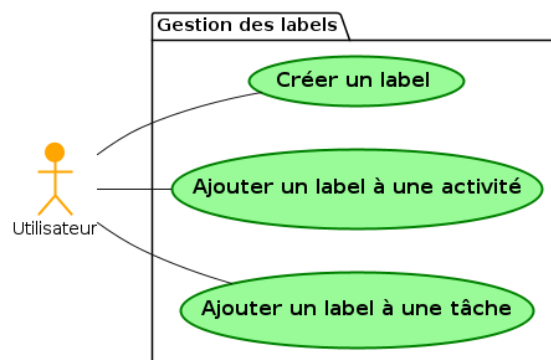 Gestion des labels
Créer un label
Ajouter un label à une activité
Utilisateur
Ajouter un label à une tâche